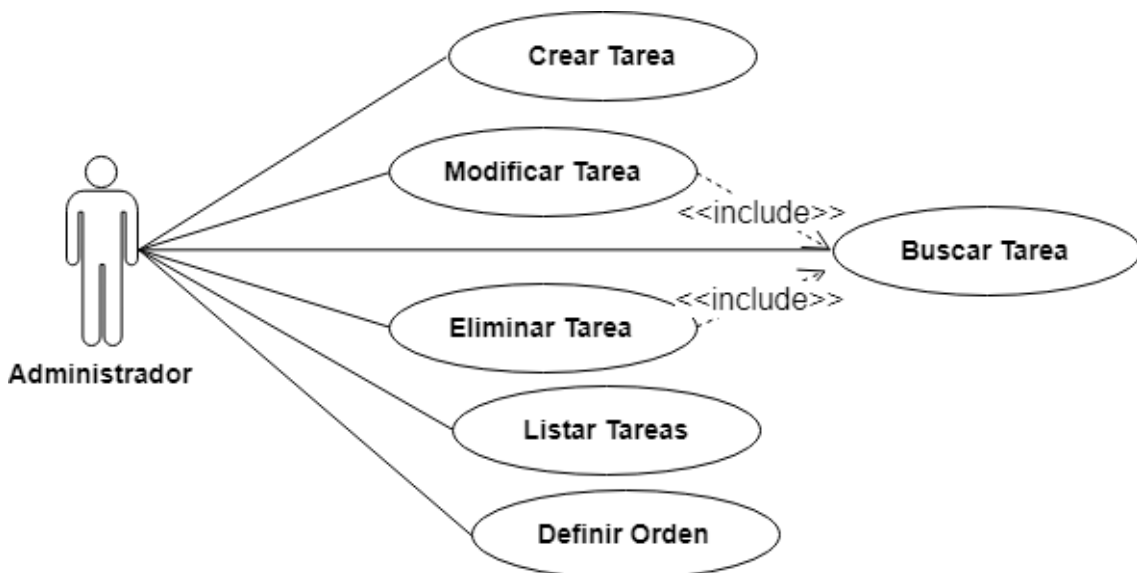 Crear Tarea
Modificar Tarea
<<include>>
Buscar Tarea
<<include>>
Eliminar Tarea
Administrador
Listar Tareas
Definir Orden